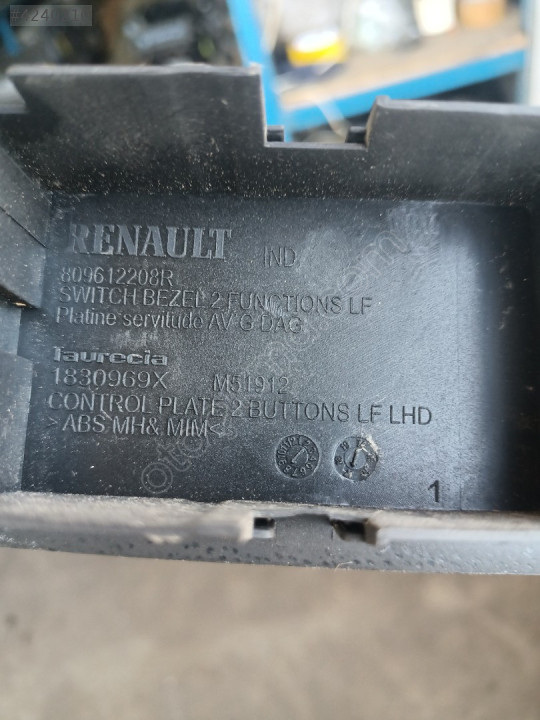 RENAULT IND
809612208R
SWITCH BEZEL 2 FUNCTIONS LF
Platine servitude AV G DAG
faurecia
1830969X M51912
CONTROL PLATE 2 BUTTONS LF LHD
>ABS MH& MIM<
1